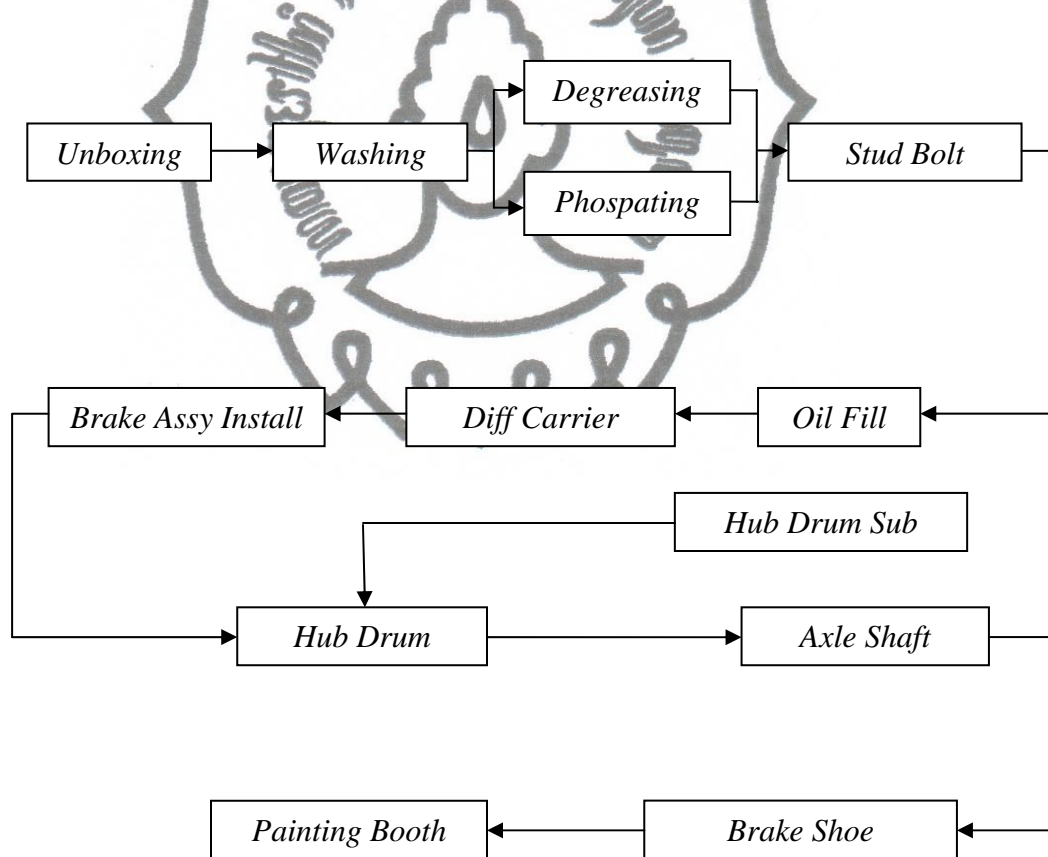 Unboxing
Washing
Degreasing
Phospating
Stud Bolt
Oil Fill
Diff Carrier
Brake Assy Install
Hub Drum Sub
Hub Drum
Axle Shaft
Brake Shoe
Painting Booth